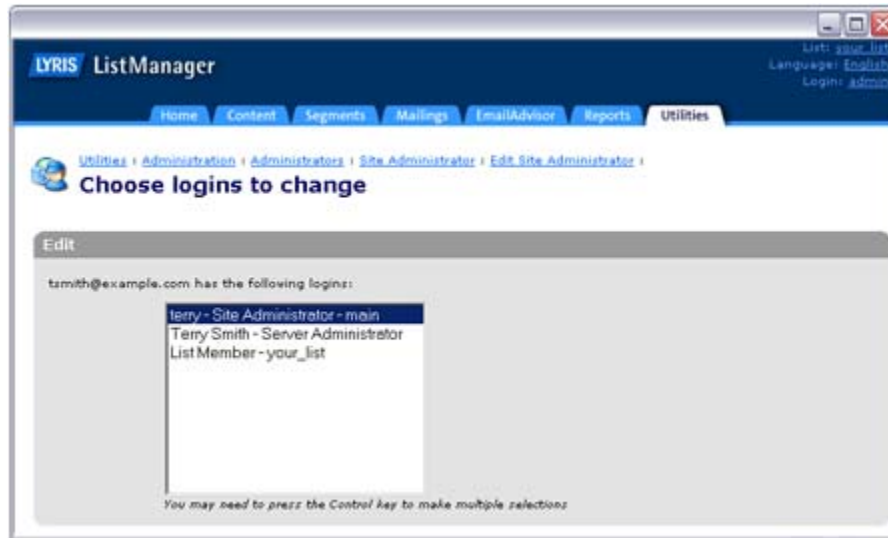 List: your_list
LYRIS ListManager
Language: English
Login: admin
Home Content Segments Mailings EmailAdvisor Reports Utilities
Utilities : Administration : Administrators : Site Administrator : Edit Site Administrator :
Choose logins to change
Edit
tsmith@example.com has the following logins:
terry - Site Administrator - main
Terry Smith - Server Administrator
List Member - your_list
You may need to press the Control key to make multiple selections